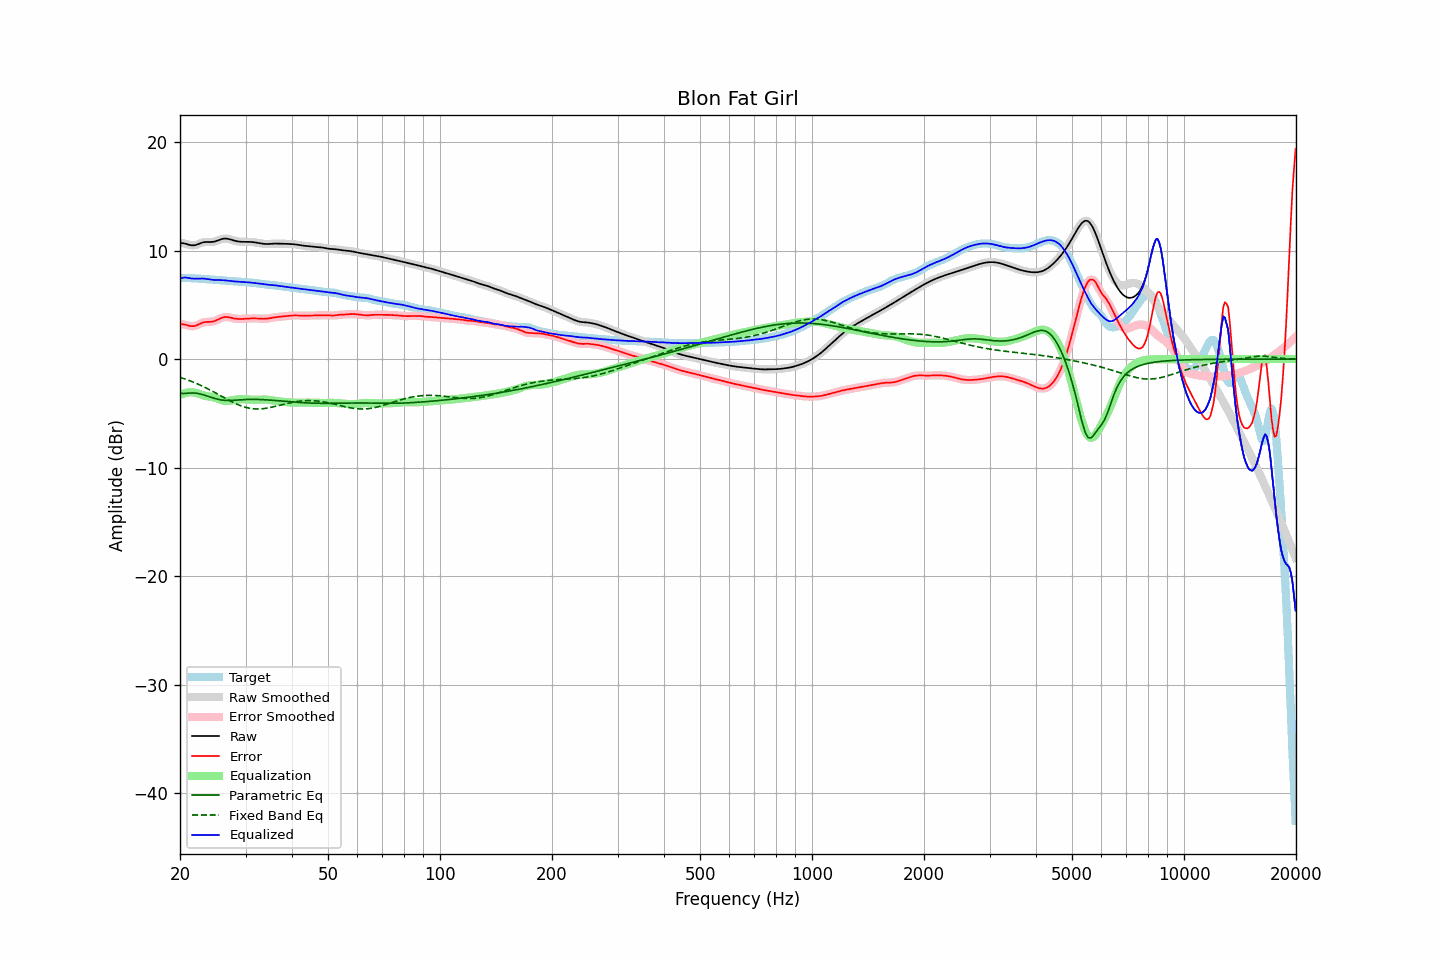 Blon Fat Girl
20
10
0
−10
−20
−30
−40
Amplitude (dBr)
Target
Raw Smoothed
Error Smoothed
Raw
Error
Equalization
Parametric Eq
Fixed Band Eq
Equalized
20 50 100 200 500 1000 2000 5000 10000 20000
Frequency (Hz)